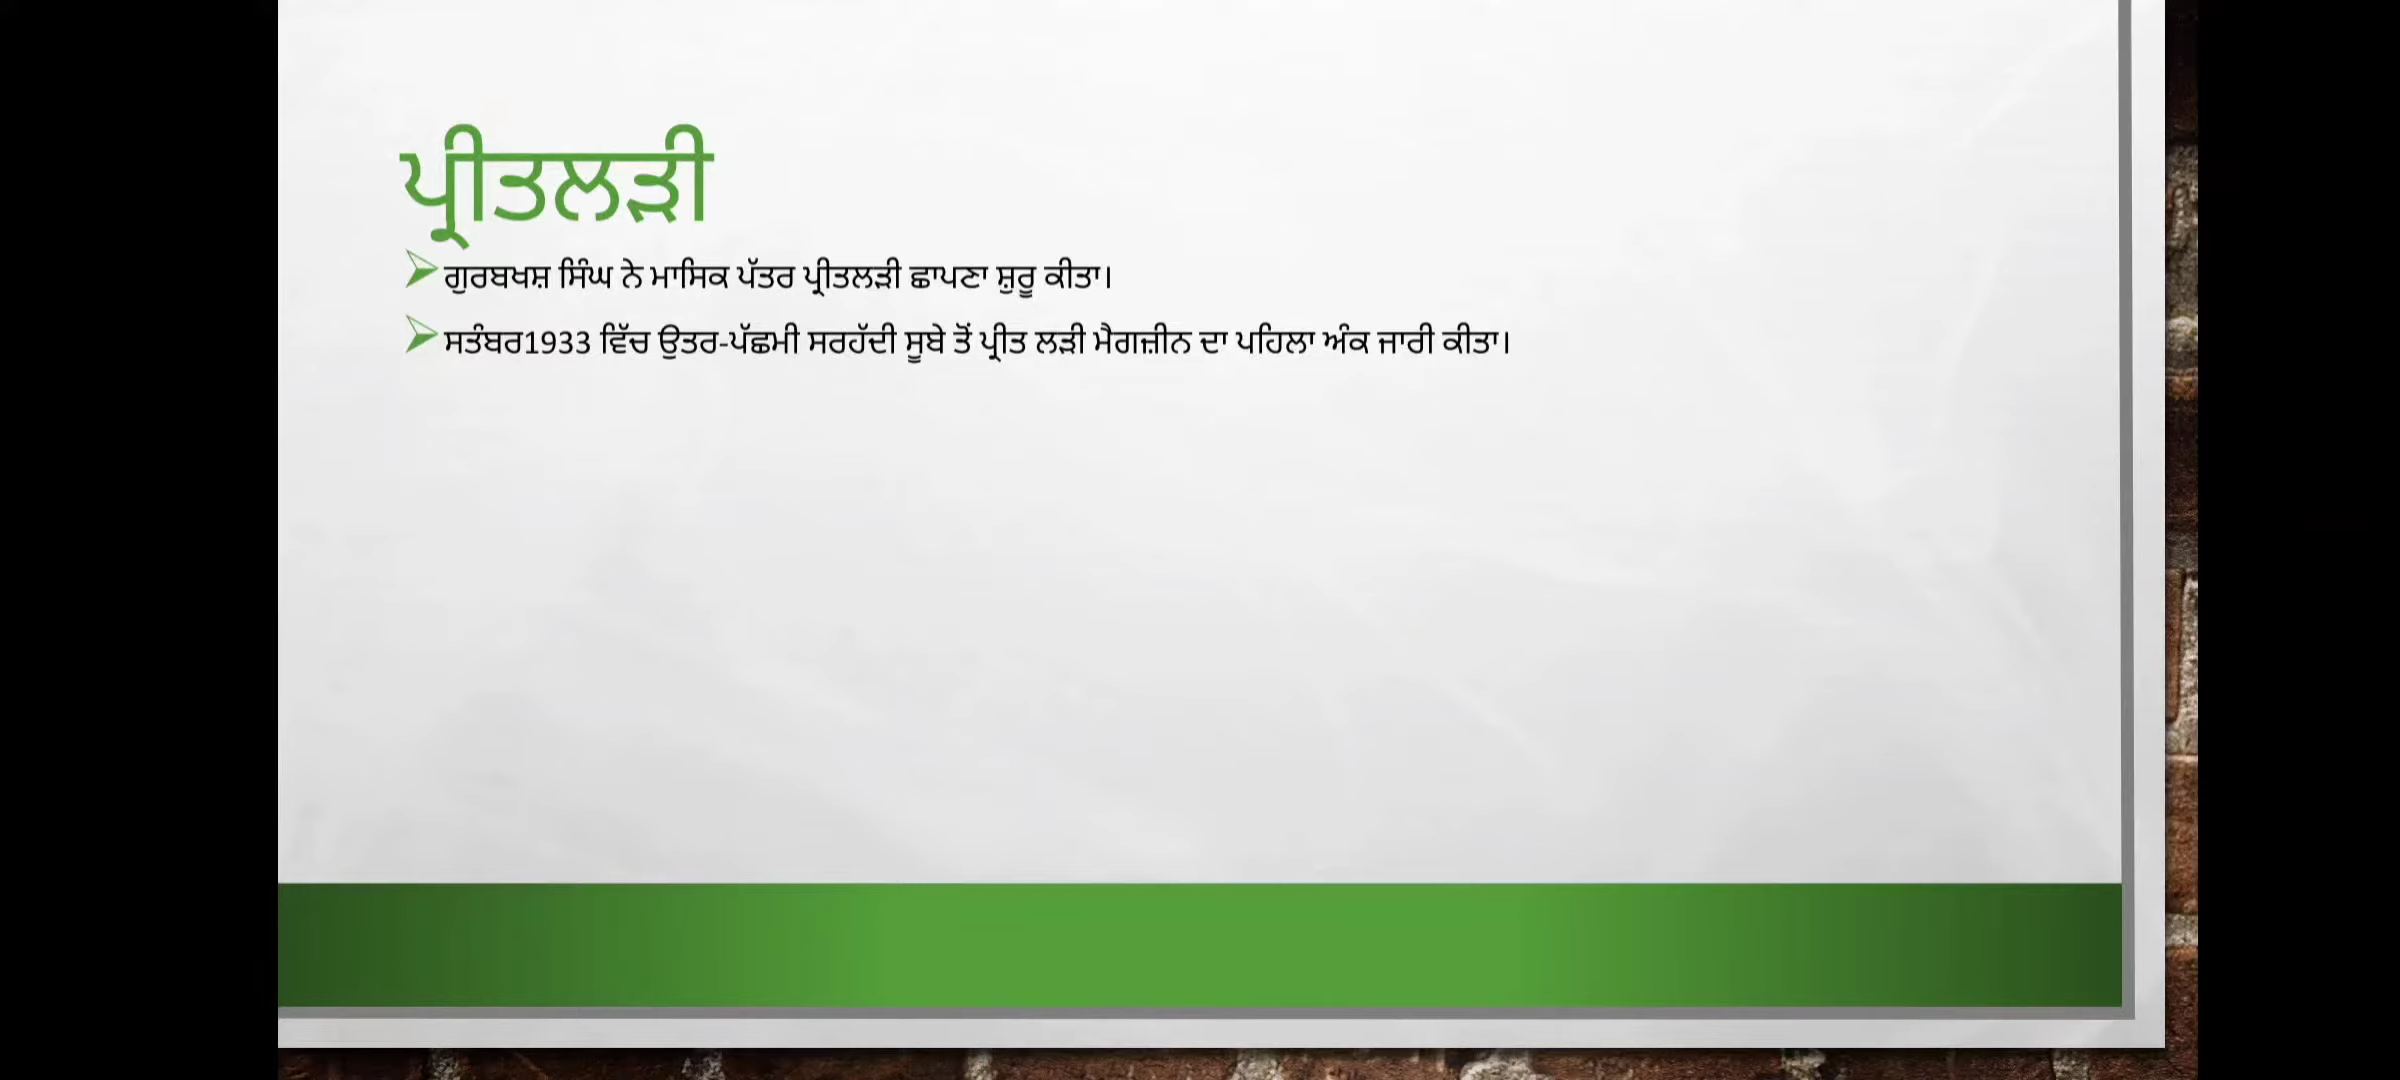 ਪ੍ਰੀਤਲੜੀ
ਗੁਰਬਖਸ਼ ਸਿੰਘ ਨੇ ਮਾਸਿਕ ਪੱਤਰ ਪ੍ਰੀਤਲੜੀ ਛਾਪਣਾ ਸ਼ੁਰੂ ਕੀਤਾ।
ਸਤੰਬਰ1933 ਵਿੱਚ ਉਤਰ-ਪੱਛਮੀ ਸਰਹੱਦੀ ਸੂਬੇ ਤੋਂ ਪ੍ਰੀਤ ਲੜੀ ਮੈਗਜ਼ੀਨ ਦਾ ਪਹਿਲਾ ਅੰਕ ਜਾਰੀ ਕੀਤਾ।